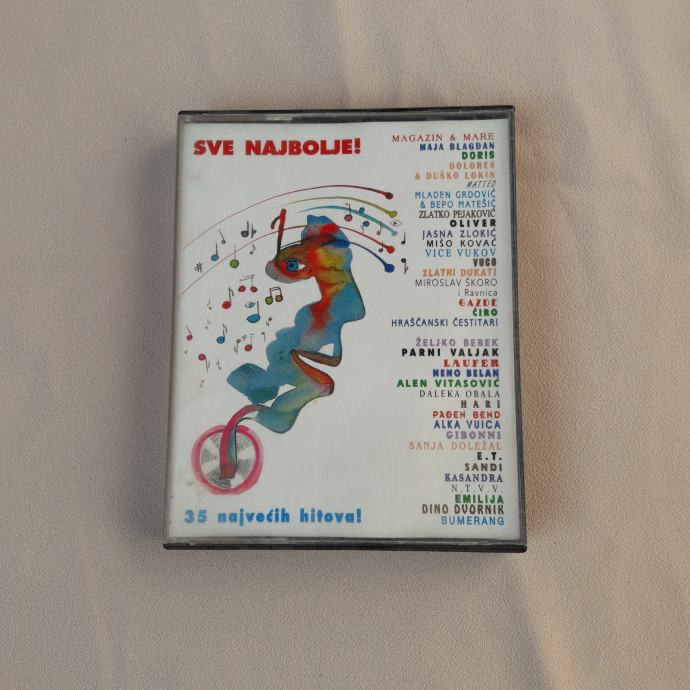 SVE NAJBOLJE!
MAGAZIN & MARE
MAJA BLAGDAN
DORIS
DOLORES
& DUŠKO LOKIN
MATTEO
MLADEN GRDOVIĆ
& BEPO MATEŠIĆ
ZLATKO PEJAKOVIĆ
OLIVER
JASNA ZLOKIĆ
MIŠO KOVAČ
VICE VUKOV
VUCO
ZLATNI DUKATI
MIROSLAV ŠKORO
i Ravnica
GAZDE
ĆIRO
HRAŠĆANSKI ČESTITARI
ŽELJKO BEBEK
PARNI VALJAK
LAUFER
NENO BELAN
ALEN VITASOVIĆ
DALEKA OBALA
HARI
PAĐEN BEND
ALKA VUICA
GIBONNI
SANJA DOLEŽAL
E.T.
SANDI
KASANDRA
N.T.V.V.
EMILIJA
DINO DVORNIK
BUMERANG
35 najvećih hitova!